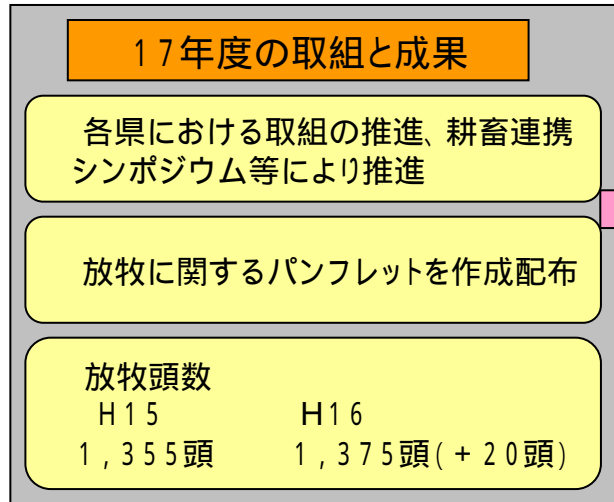 17年度の取組と成果
各県における取組の推進、耕畜連携
シンポジウム等により推進
放牧に関するパンフレットを作成配布
放牧頭数
H15 H16
1,355頭 1,375頭(+20頭)